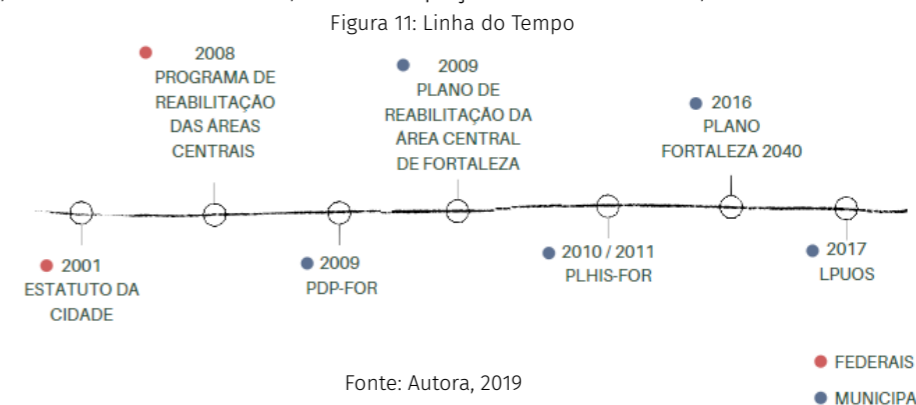 Figura 11: Linha do Tempo
2008
PROGRAMA DE
REABILITAÇÃO
DAS ÁREAS
CENTRAIS
2009
PLANO DE
REABILITAÇÃO DA
ÁREA CENTRAL
DE FORTALEZA
2016
PLANO
FORTALEZA 2040
2001
ESTATUTO DA
CIDADE
2009
PDP-FOR
2010 / 2011
PLHIS-FOR
2017
LPUOS
FEDERAIS
MUNICIPA
Fonte: Autora, 2019